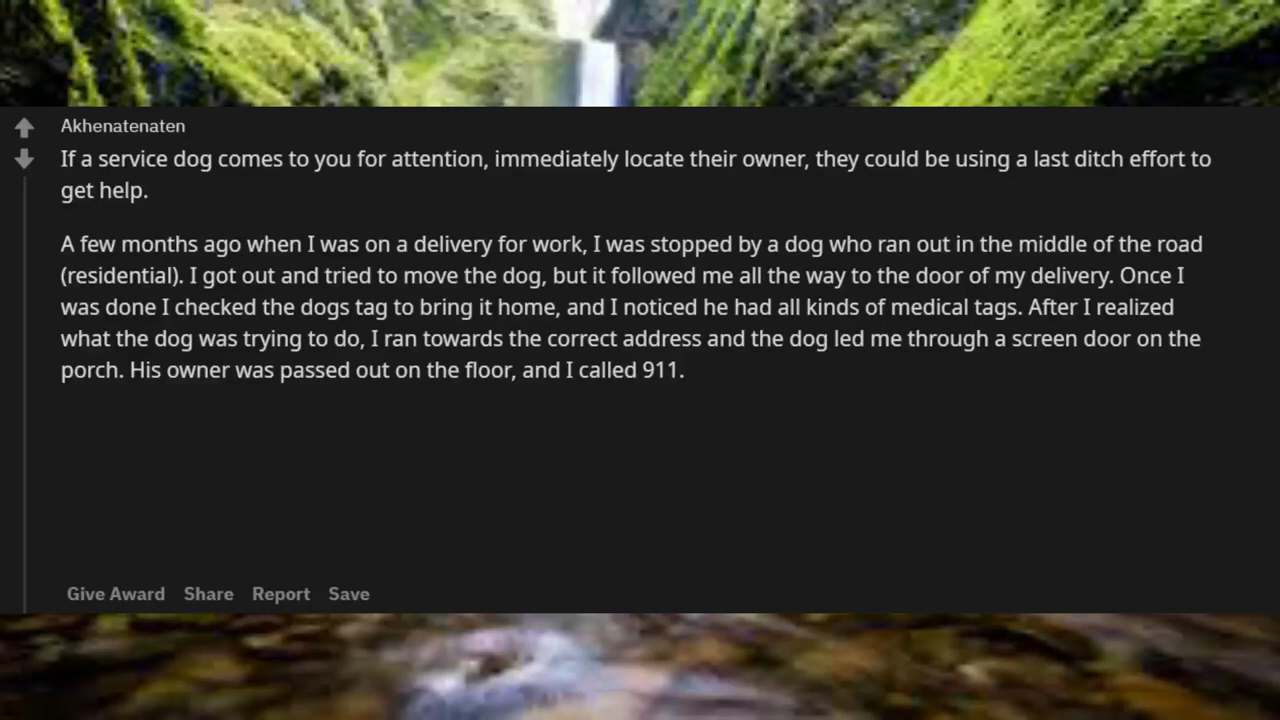 Akhenatenaten
If a service dog comes to you for attention, immediately locate their owner, they could be using a last ditch effort to
get help.
A few months ago when I was on a delivery for work, I was stopped by a dog who ran out in the middle of the road
(residential). I got out and tried to move the dog, but it followed me all the way to the door of my delivery. Once I
was done I checked the dogs tag to bring it home, and I noticed he had all kinds of medical tags. After I realized
what the dog was trying to do, I ran towards the correct address and the dog led me through a screen door on the
porch. His owner was passed out on the floor, and I called 911.
Give Award Share Report Save